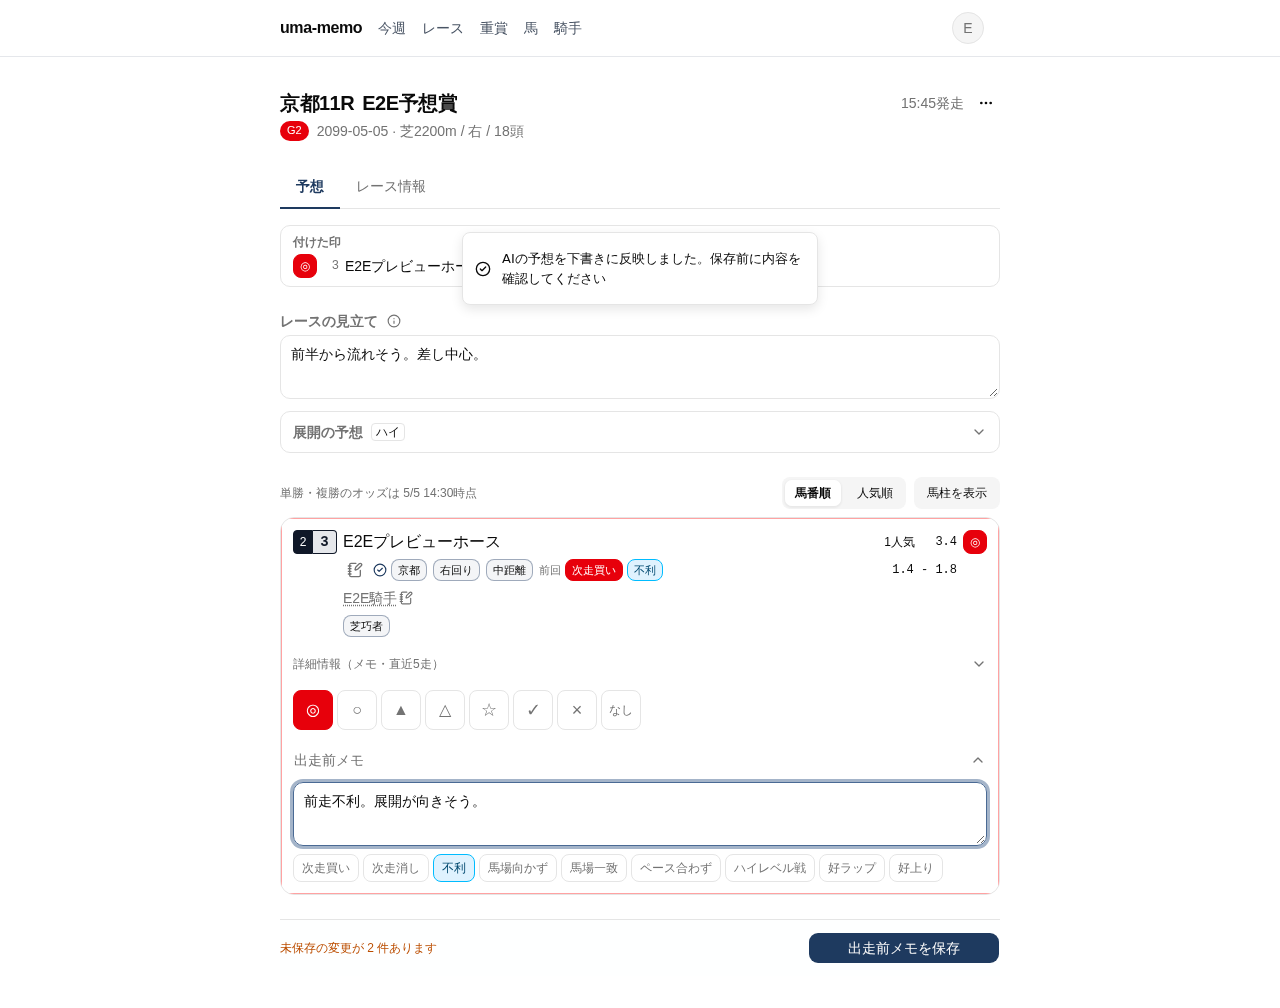 uma-memo 今週 レース 重賞 馬 騎手 E
京都11R E2E予想賞 15:45発走
G2 2099-05-05 · 芝2200m / 右 / 18頭
予想 レース情報
付けた印
◎ 3 E2Eプレビューホー
AIの予想を下書きに反映しました。保存前に内容を
確認してください
レースの見立て
前半から流れそう。差し中心。
展開の予想 ハイ
単勝・複勝のオッズは 5/5 14:30時点 馬番順 人気順 馬柱を表示
2 3 E2Eプレビューホース 1人気 3.4 ◎
京都 右回り 中距離 前回 次走買い 不利 1.4 - 1.8
E2E騎手
芝巧者
詳細情報（メモ・直近5走）
◎ ○ ▲ △ ☆ ✓ × なし
出走前メモ
前走不利。展開が向きそう。
次走買い 次走消し 不利 馬場向かず 馬場一致 ペース合わず ハイレベル戦 好ラップ 好上り
未保存の変更が 2 件あります 出走前メモを保存